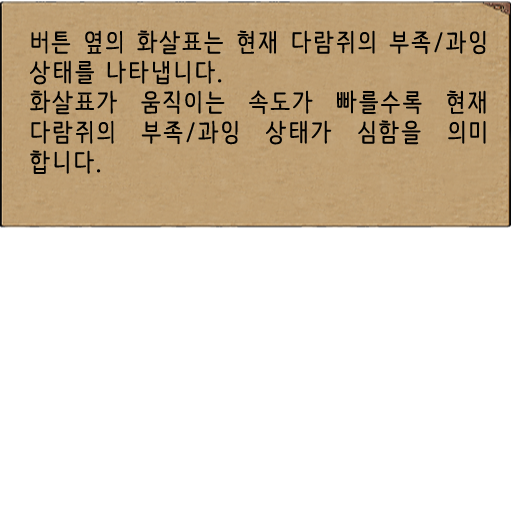 버튼 옆의 화살표는 현재 다람쥐의 부족/과잉
상태를 나타냅니다.
화살표가 움직이는 속도가 빠를수록 현재
다람쥐의 부족/과잉 상태가 심함을 의미
합니다.